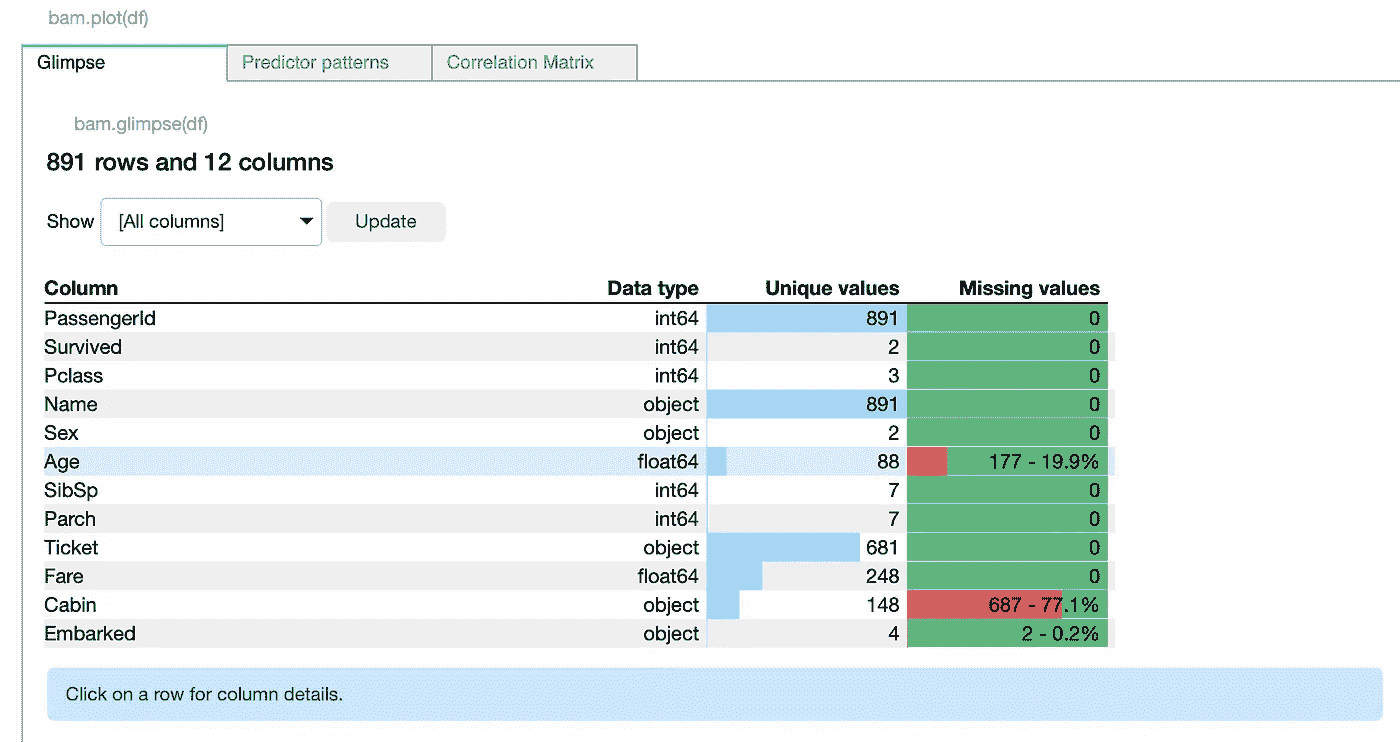 bam.plot(df)
Glimpse Predictor patterns Correlation Matrix
bam.glimpse(df)
891 rows and 12 columns
Show [All columns] Update
Column Data type Unique values Missing values
PassengerId int64 891 0
Survived int64 2 0
Pclass int64 3 0
Name object 891 0
Sex object 2 0
Age float64 88 177 - 19.9%
SibSp int64 7 0
Parch int64 7 0
Ticket object 681 0
Fare float64 248 0
Cabin object 148 687 - 77.1%
Embarked object 4 2 - 0.2%
Click on a row for column details.